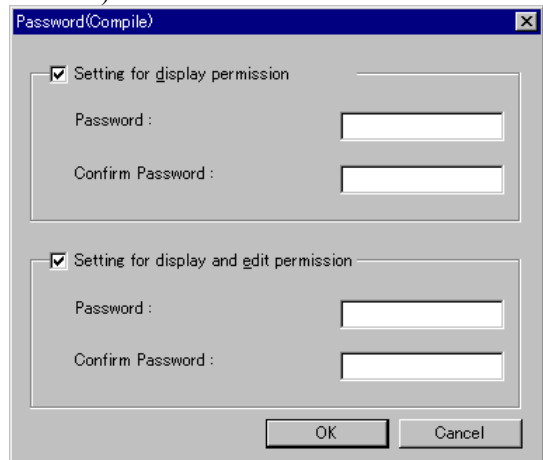 Password(Compile)
Setting for display permission
Password :
Confirm Password :
Setting for display and edit permission
Password :
Confirm Password :
OK
Cancel